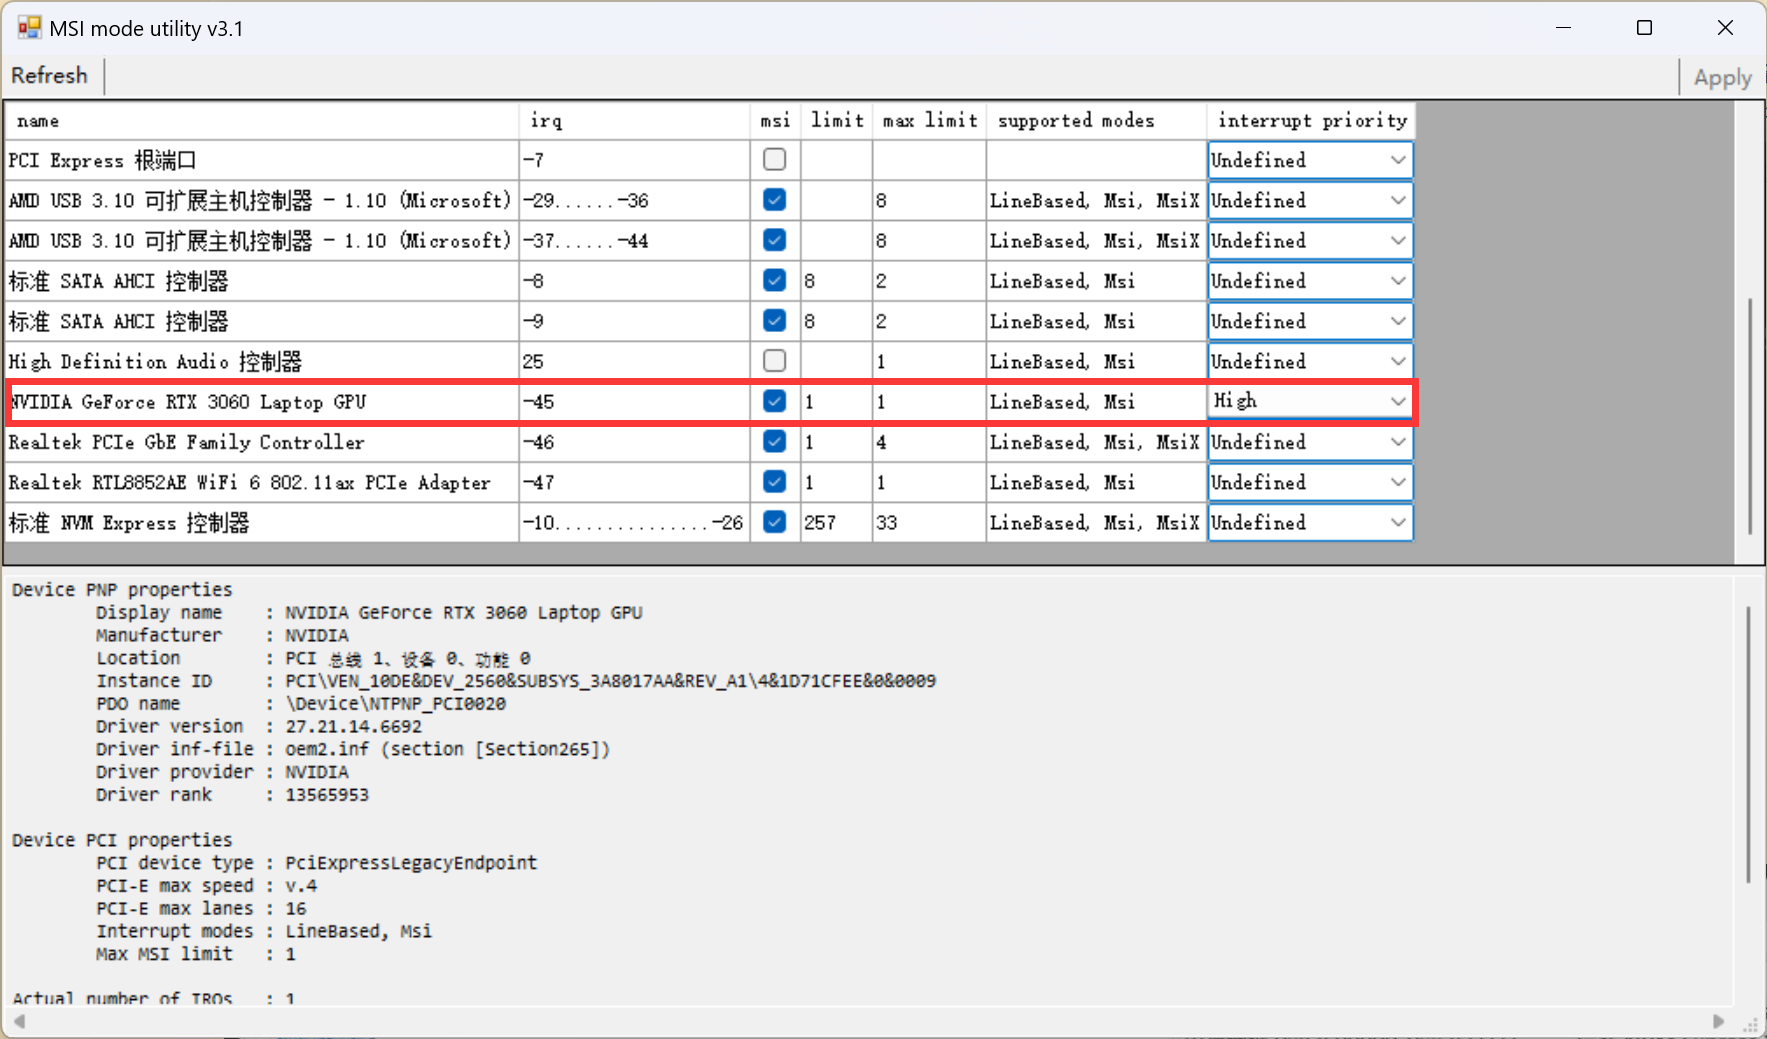 MSI mode utility v3.1
Refresh
Apply
name irq msi limit max limit supported modes interrupt priority
PCI Express 根端口 -7 Undefined
AMD USB 3.10 可扩展主机控制器 - 1.10 (Microsoft) -29......-36 8 LineBased, Msi, MsiX Undefined
AMD USB 3.10 可扩展主机控制器 - 1.10 (Microsoft) -37......-44 8 LineBased, Msi, MsiX Undefined
标准 SATA AHCI 控制器 -8 8 2 LineBased, Msi Undefined
标准 SATA AHCI 控制器 -9 8 2 LineBased, Msi Undefined
High Definition Audio 控制器 25 1 LineBased, Msi Undefined
NVIDIA GeForce RTX 3060 Laptop GPU -45 1 1 LineBased, Msi High
Realtek PCIe GbE Family Controller -46 1 4 LineBased, Msi, MsiX Undefined
Realtek RTL8852AE WiFi 6 802.11ax PCIe Adapter -47 1 1 LineBased, Msi Undefined
标准 NVM Express 控制器 -10...............-26 257 33 LineBased, Msi, MsiX Undefined
Device PNP properties
Display name : NVIDIA GeForce RTX 3060 Laptop GPU
Manufacturer : NVIDIA
Location : PCI 总线 1、设备 0、功能 0
Instance ID : PCI\VEN_10DE&DEV_2560&SUBSYS_3A8017AA&REV_A1\4&1D71CFEE&0&0009
PDO name : \Device\NTPNP_PCI0020
Driver version : 27.21.14.6692
Driver inf-file : oem2.inf (section [Section265])
Driver provider : NVIDIA
Driver rank : 13565953
Device PCI properties
PCI device type : PciExpressLegacyEndpoint
PCI-E max speed : v.4
PCI-E max lanes : 16
Interrupt modes : LineBased, Msi
Max MSI limit : 1
Actual number of IRQs : 1